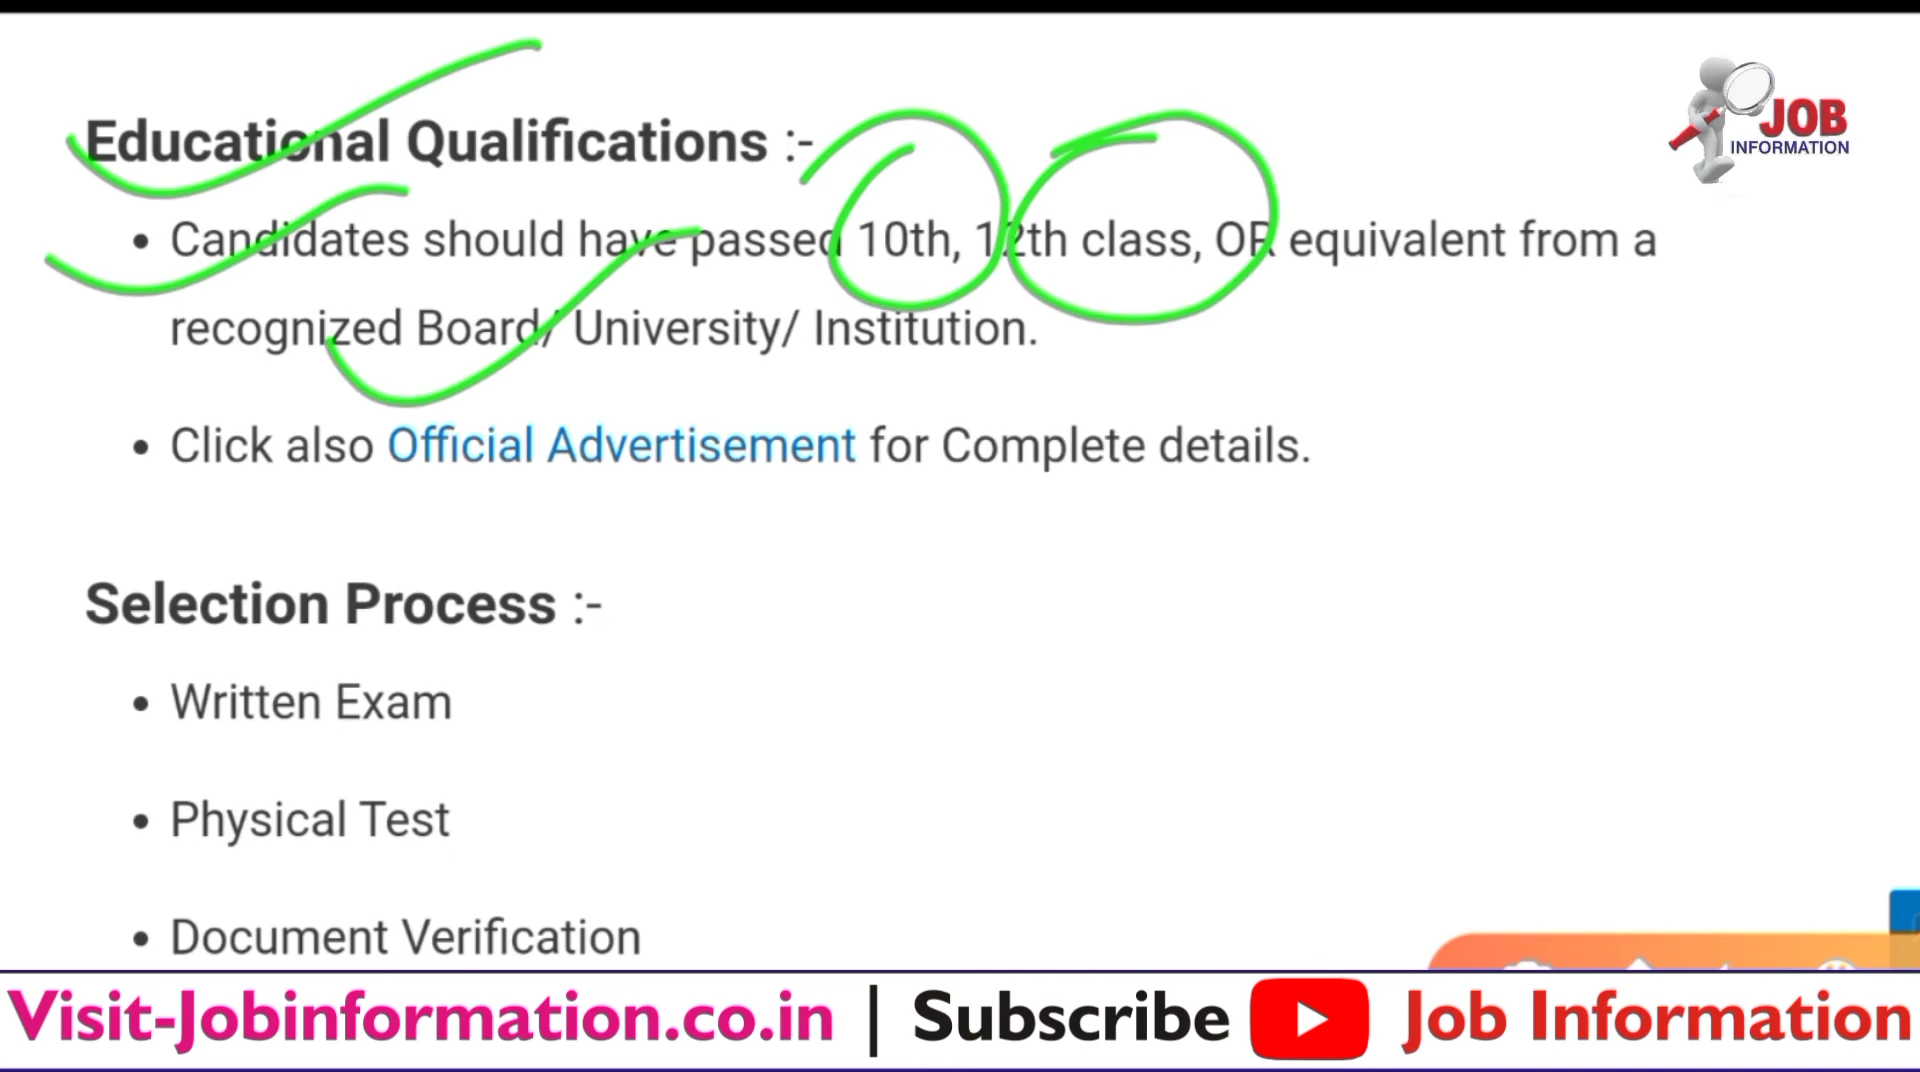 JOB
INFORMATION
Educational Qualifications :-
• Candidates should have passed 10th, 12th class, OR equivalent from a
recognized Board/ University/ Institution.
• Click also Official Advertisement for Complete details.
Selection Process :-
• Written Exam
• Physical Test
• Document Verification
Visit-Jobinformation.co.in | Subscribe Job Information